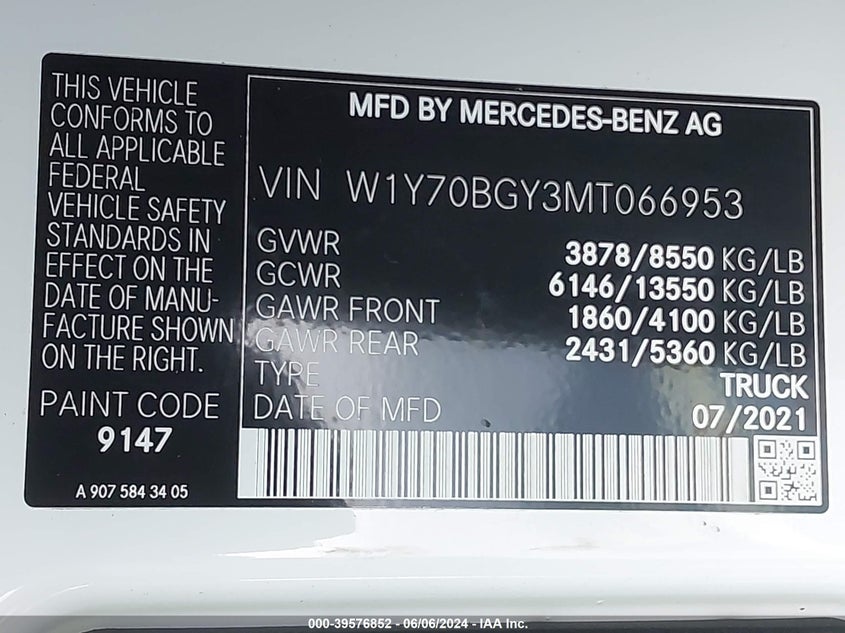 THIS VEHICLE
CONFORMS TO
ALL APPLICABLE
FEDERAL
VEHICLE SAFETY
STANDARDS IN
EFFECT ON THE
DATE OF MANU-
FACTURE SHOWN
ON THE RIGHT.
PAINT CODE
9147
A 907 584 34 05
MFD BY MERCEDES-BENZ AG
VIN W1Y70BGY3MT066953
GVWR 3878/8550 KG/LB
GCWR 6146/13550 KG/LB
GAWR FRONT 1860/4100 KG/LB
GAWR REAR 2431/5360 KG/LB
TYPE TRUCK
DATE OF MFD 07/2021
000-39576852 - 06/06/2024 - IAA Inc.